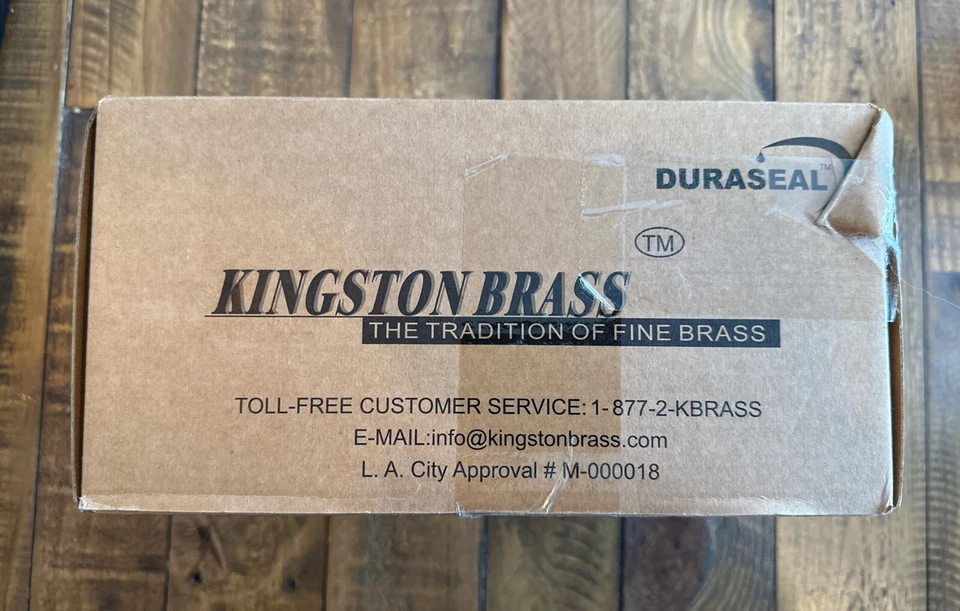 DURASEAL™
TM
KINGSTON BRASS
THE TRADITION OF FINE BRASS
TOLL-FREE CUSTOMER SERVICE: 1-877-2-KBRASS
E-MAIL:info@kingstonbrass.com
L. A. City Approval # M-000018